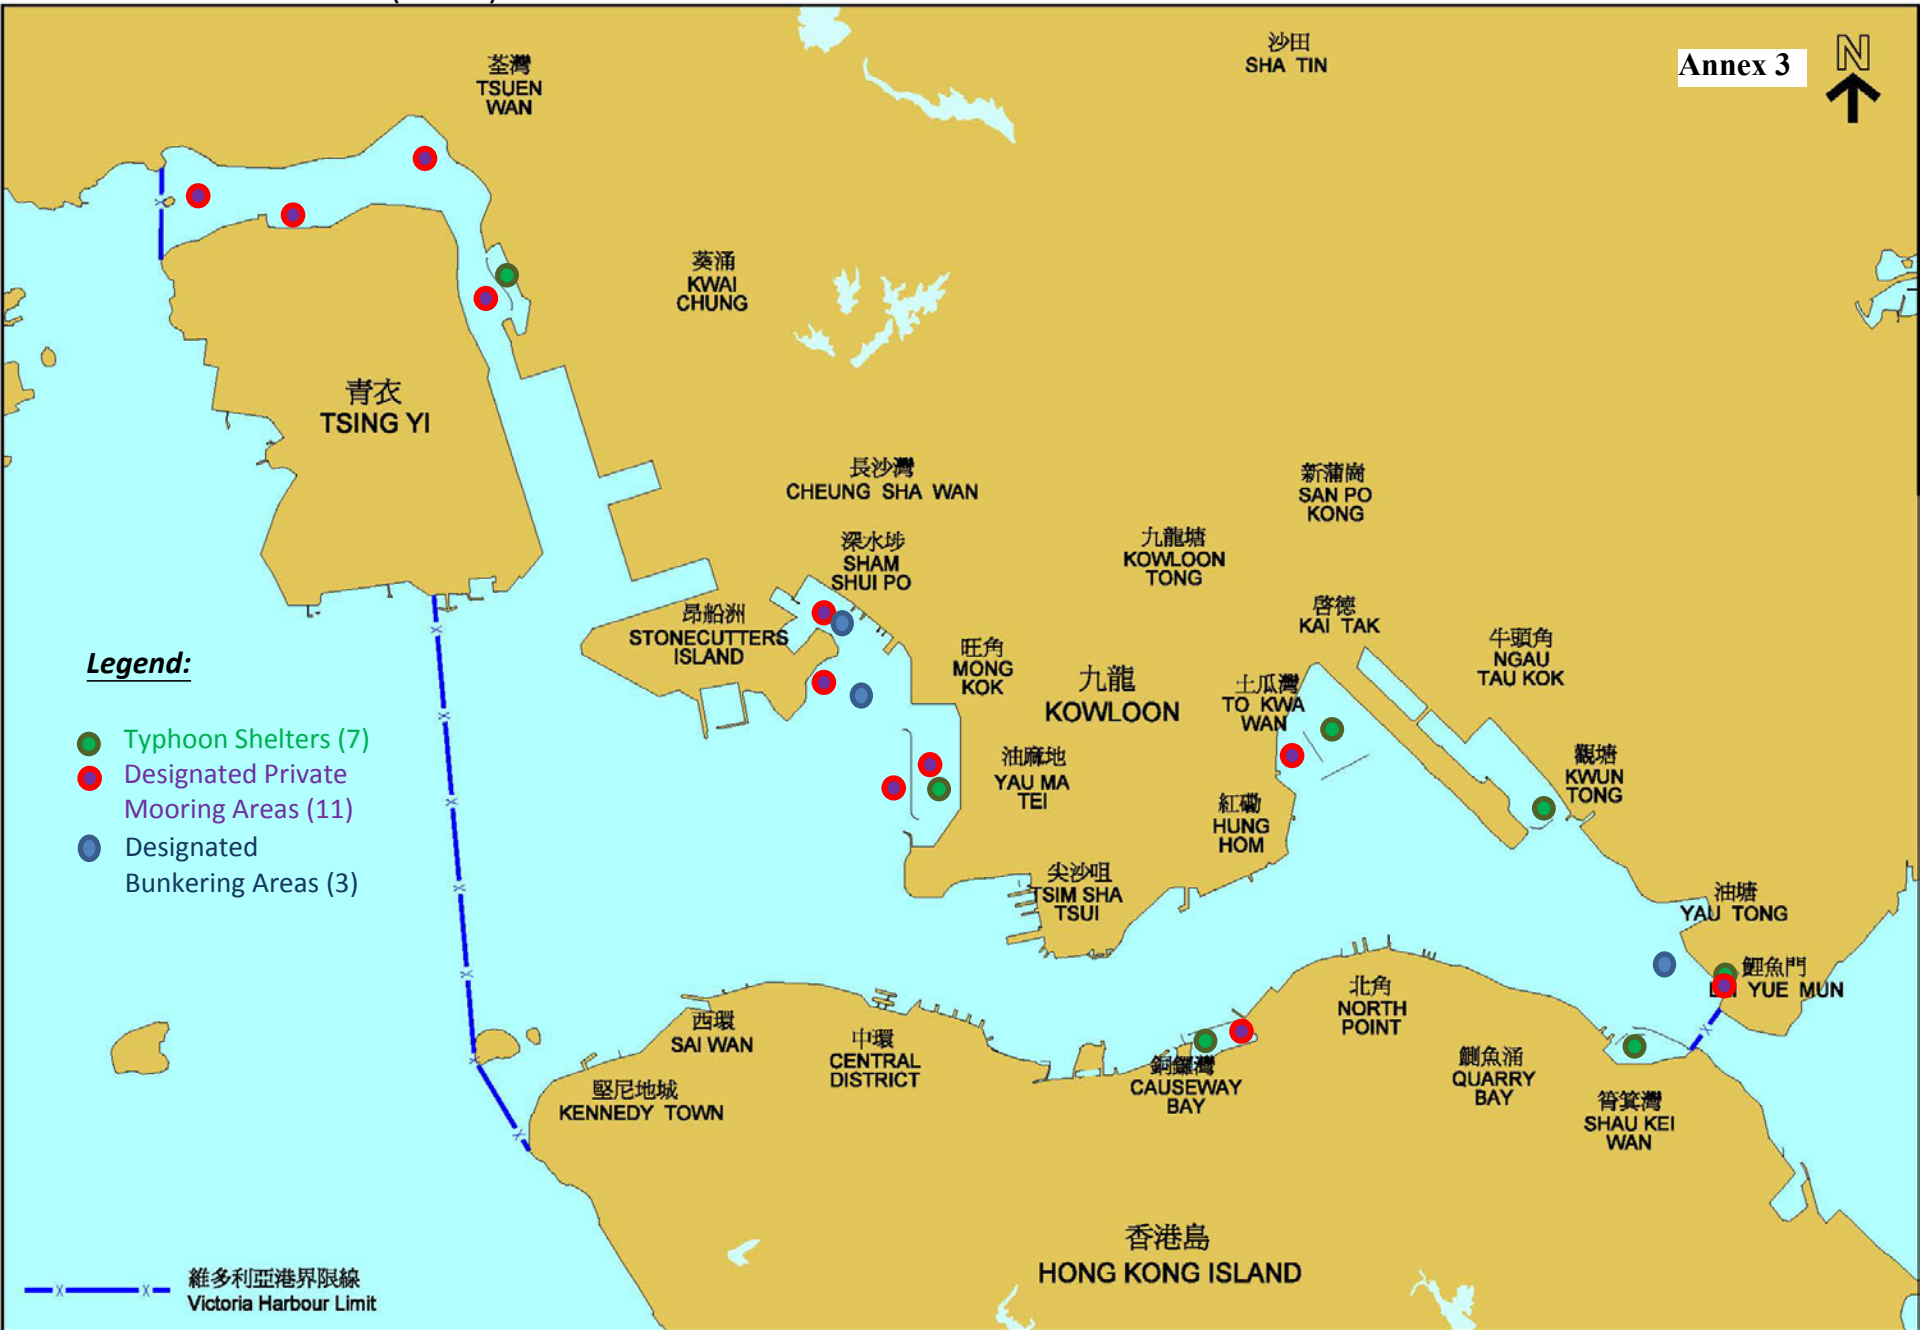 Annex 3
N
沙田
SHA TIN
荃灣
TSUEN
WAN
葵涌
KWAI
CHUNG
青衣
TSING YI
長沙灣
CHEUNG SHA WAN
新蒲崗
SAN PO
KONG
深水埗
SHAM
SHUI PO
九龍塘
KOWLOON
TONG
昂船洲
STONECUTTERS
ISLAND
啓德
KAI TAK
旺角
MONG
KOK
牛頭角
NGAU
TAU KOK
九龍
KOWLOON
土瓜灣
TO KWA
WAN
油麻地
YAU MA
TEI
觀塘
KWUN
TONG
紅磡
HUNG
HOM
尖沙咀
TSIM SHA
TSUI
油塘
YAU TONG
鯉魚門
YUE MUN
北角
NORTH
POINT
西環
SAI WAN
中環
CENTRAL
DISTRICT
銅鑼灣
CAUSEWAY
BAY
鰂魚涌
QUARRY
BAY
堅尼地城
KENNEDY TOWN
筲箕灣
SHAU KEI
WAN
香港島
HONG KONG ISLAND
Legend:
Typhoon Shelters (7)
Designated Private
Mooring Areas (11)
Designated
Bunkering Areas (3)
維多利亞港界限線
Victoria Harbour Limit